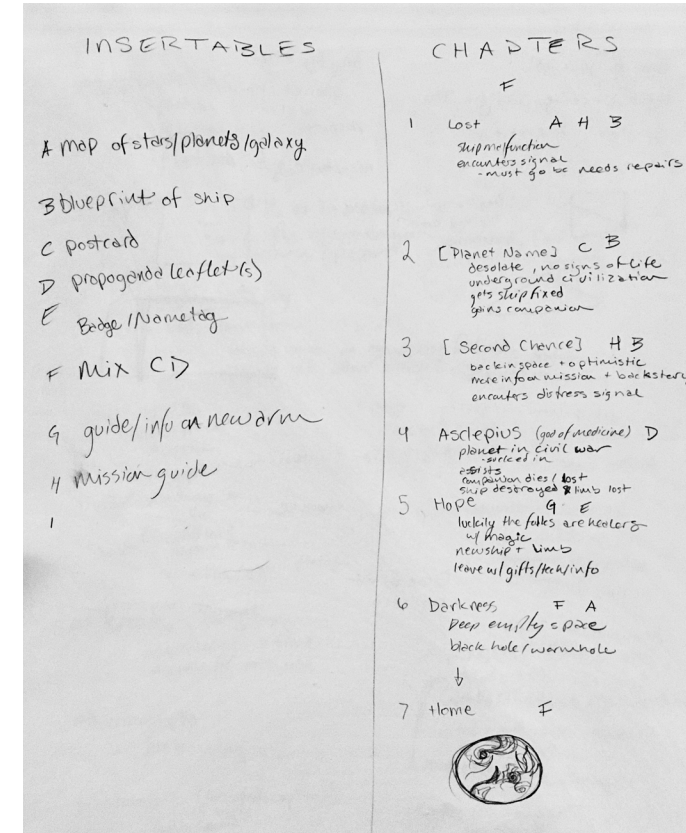 INSERTABLES
A map of stars/planets/galaxy
B blueprint of ship
C postcard
D propoganda leaflet(s)
E Badge/Nametag
F Mix CD
G guide/info on new arm
H mission guide
I
CHAPTERS
F
1 Lost A H B
ship malfunction
encounters signal
- must go bc needs repairs
2 [Planet Name] C B
desolate, no signs of life
underground civilization
gets ship fixed
gains companion
3 [Second Chance] H B
back in space + optimistic
more info on mission + backstory
encounters distress signal
4 Asclepius (god of medicine) D
planet in civil war
- sucked in
assists
companion dies/lost
ship destroyed & limb lost
5 Hope G E
luckily the folks are healers
w/ magic
new ship + limb
leave w/ gifts/tech/info
6 Darkness F A
Deep empty space
black hole/wormhole
↓
7 Home F